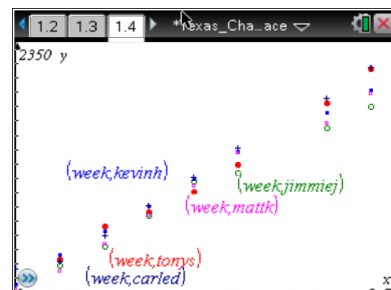 1.2 1.3 1.4 *Texas_Cha...ace
2350 y
(week,kevinh)
(week,jimmiej)
(week,mattk)
(week,tonys)
(week,carled)
x